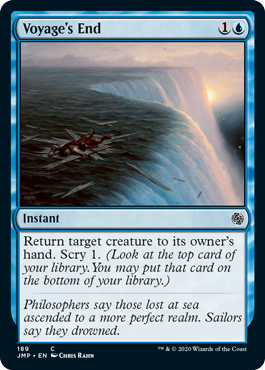 Voyage's End 1
Instant
Return target creature to its owner's
hand. Scry 1. (Look at the top card of
your library. You may put that card on
the bottom of your library.)
Philosophers say those lost at sea
ascended to a more perfect realm. Sailors
say they drowned.
189 C
JMP • EN Chris Rahn ™ & © 2020 Wizards of the Coast